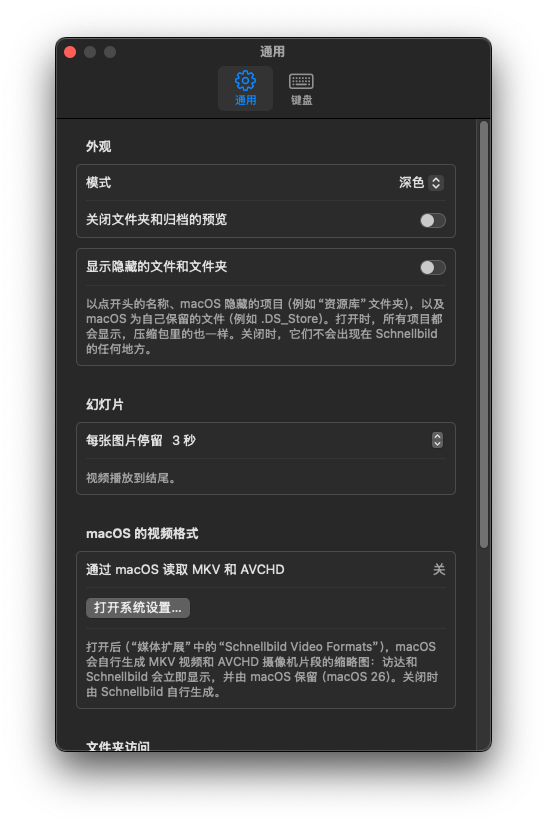 通用
通用
键盘
外观
模式
深色
关闭文件夹和归档的预览
显示隐藏的文件和文件夹
以点开头的名称、macOS 隐藏的项目 (例如“资源库”文件夹)，以及
macOS 为自己保留的文件 (例如 .DS_Store)。打开时，所有项目都
会显示，压缩包里的也一样。关闭时，它们不会出现在 Schnellbild
的任何地方。
幻灯片
每张图片停留 3 秒
视频播放到结尾。
macOS 的视频格式
通过 macOS 读取 MKV 和 AVCHD
关
打开系统设置...
打开后 (“媒体扩展”中的“Schnellbild Video Formats”)，macOS
会自行生成 MKV 视频和 AVCHD 摄像机片段的缩略图：访达和
Schnellbild 会立即显示，并由 macOS 保留 (macOS 26)。关闭时
由 Schnellbild 自行生成。
文件夹访问